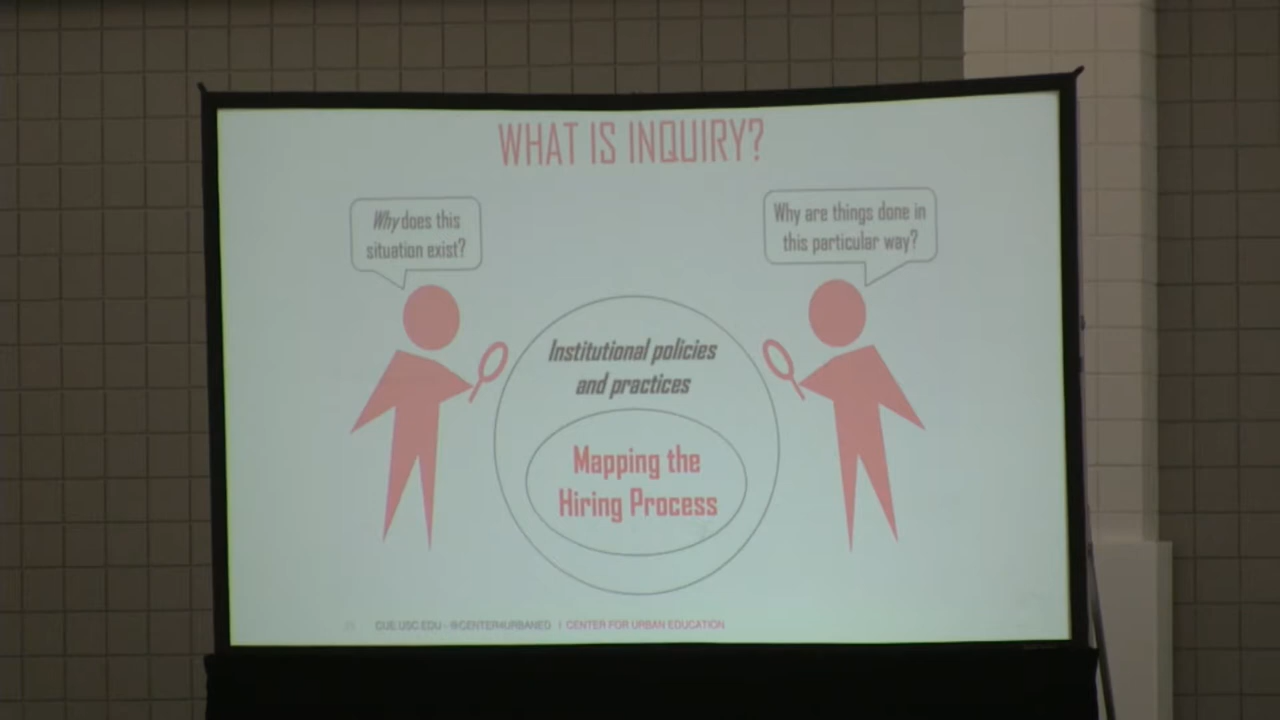 WHAT IS INQUIRY?
Why does this
situation exist?
Why are things done in
this particular way?
Institutional policies
and practices
Mapping the
Hiring Process
CUE.USC.EDU - @CENTER4URBANED | CENTER FOR URBAN EDUCATION